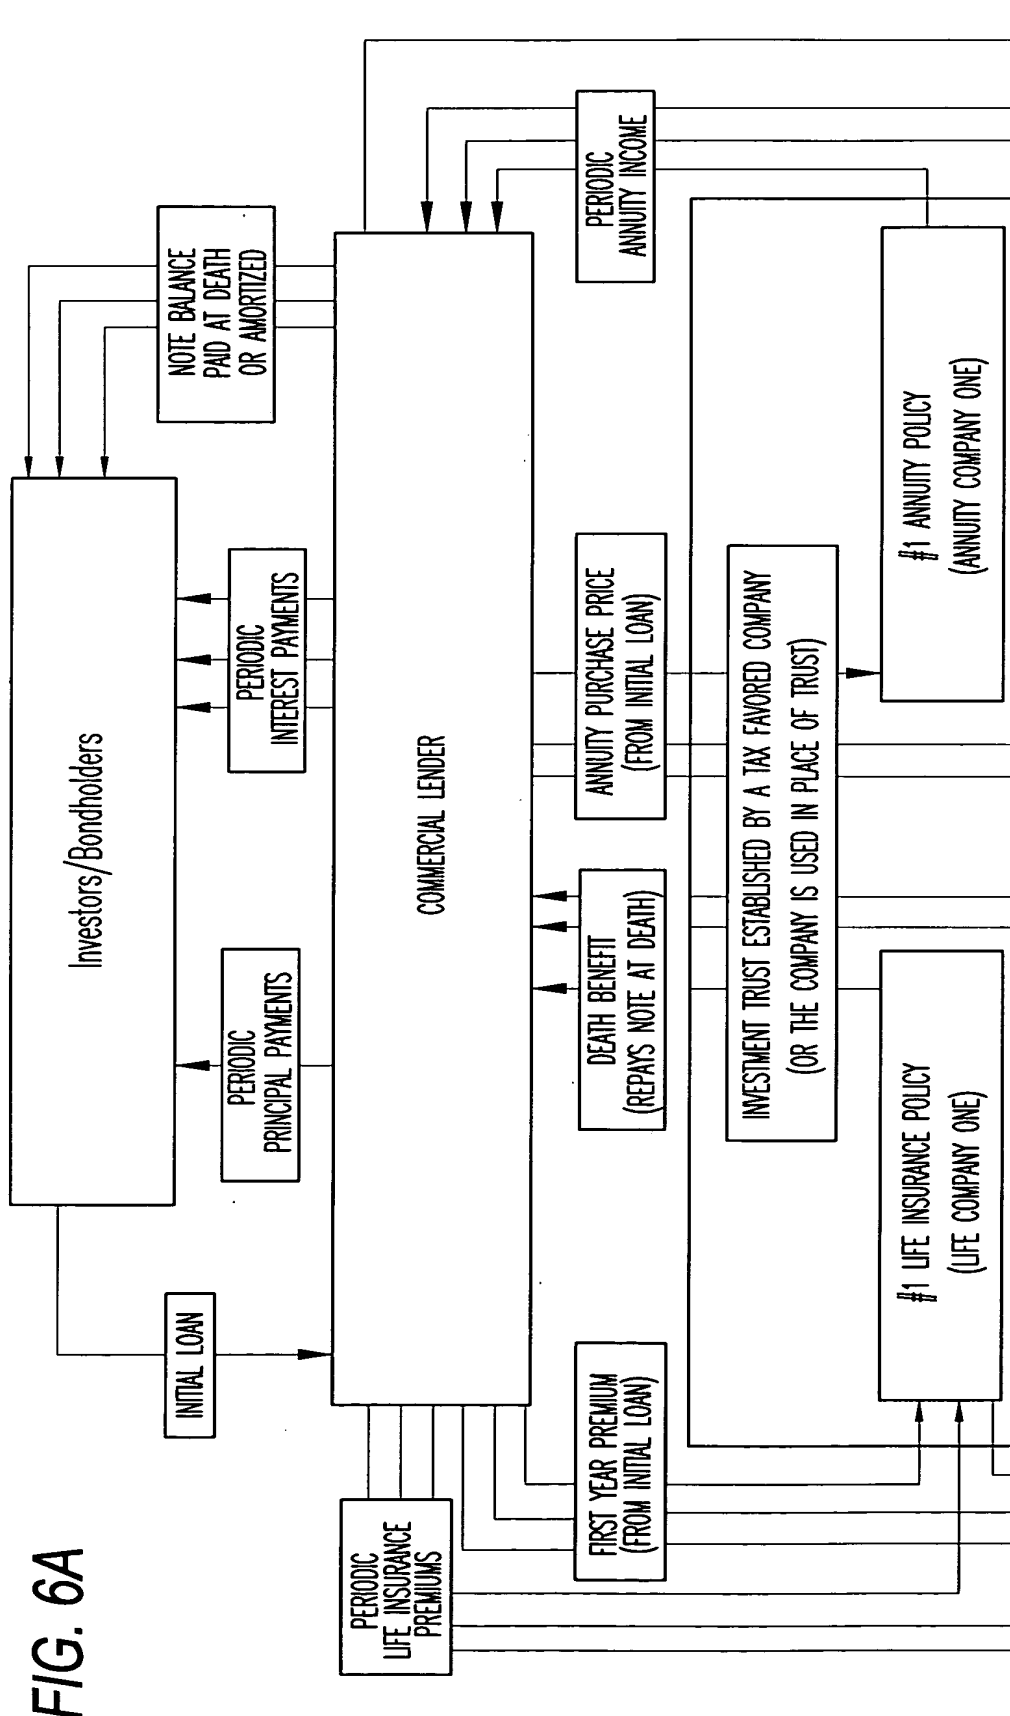 FIG. 6A
Investors/Bondholders
INITIAL LOAN
PERIODIC
PRINCIPAL PAYMENTS
PERIODIC
INTEREST PAYMENTS
NOTE BALANCE
PAID AT DEATH
OR AMORTIZED
COMMERCIAL LENDER
PERIODIC
LIFE INSURANCE
PREMIUMS
FIRST YEAR PREMIUM
(FROM INITIAL LOAN)
DEATH BENEFIT
(REPAYS NOTE AT DEATH)
ANNUITY PURCHASE PRICE
(FROM INITIAL LOAN)
PERIODIC
ANNUITY INCOME
INVESTMENT TRUST ESTABLISHED BY A TAX FAVORED COMPANY
(OR THE COMPANY IS USED IN PLACE OF TRUST)
#1 LIFE INSURANCE POLICY
(LIFE COMPANY ONE)
#1 ANNUITY POLICY
(ANNUITY COMPANY ONE)